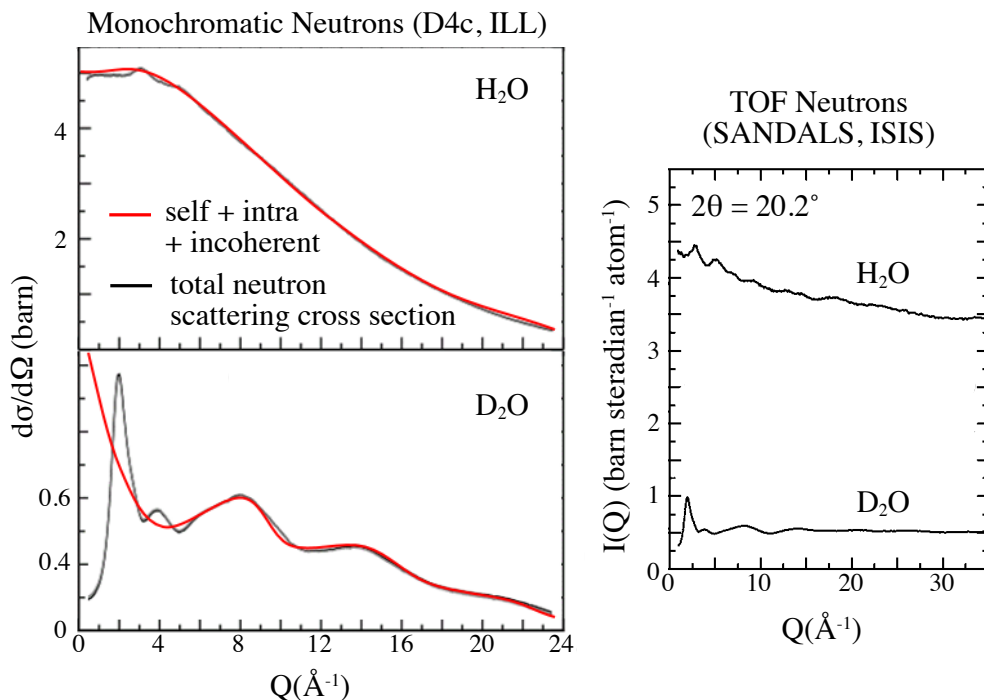 Monochromatic Neutrons (D4c, ILL)
H₂O
4
2
self + intra
+ incoherent
total neutron
scattering cross section
dσ/dΩ (barn)
D₂O
0.6
0.4
0
0 4 8 12 16 20 24
Q(Å⁻¹)
TOF Neutrons
(SANDALS, ISIS)
2θ = 20.2°
5
4
3
2
4
5
1
0
H₂O
D₂O
I(Q) (barn steradian⁻¹ atom⁻¹)
0 10 20 30
Q(Å⁻¹)